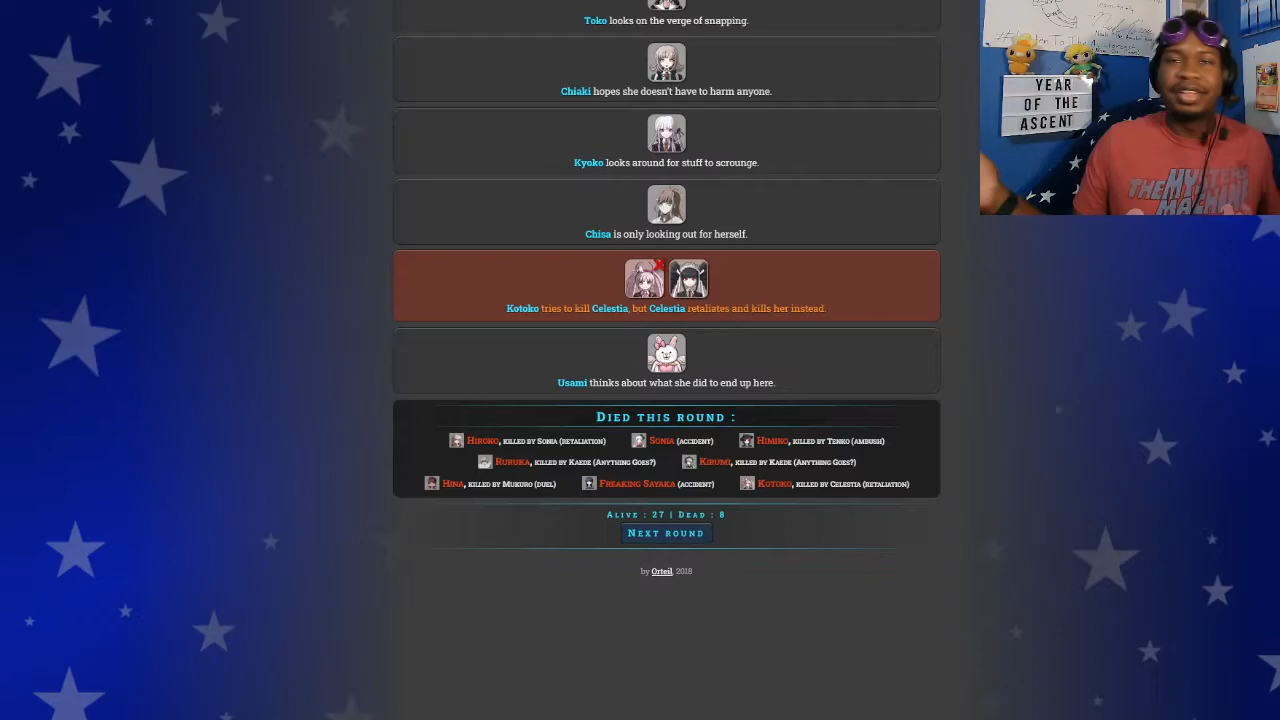 Toko looks on the verge of snapping.
Chiaki hopes she doesn't have to harm anyone.
Kyoko looks around for stuff to scrounge.
Chisa is only looking out for herself.
Kotoko tries to kill Celestia, but Celestia retaliates and kills her instead.
Usami thinks about what she did to end up here.
Died this round :
Hiroko, killed by Sonia (retaliation) Sonia (accident) Himiko, killed by Tenko (ambush)
Ruruka, killed by Kaede (Anything Goes?) Kirumi, killed by Kaede (Anything Goes?)
Hina, killed by Mukuro (duel) Freaking Sayaka (accident) Kotoko, killed by Celestia (retaliation)
Alive : 27 | Dead : 8
Next round
by Orteil, 2018
YEAR
OF THE
ASCENT
THE MYSTERY
MACHINE